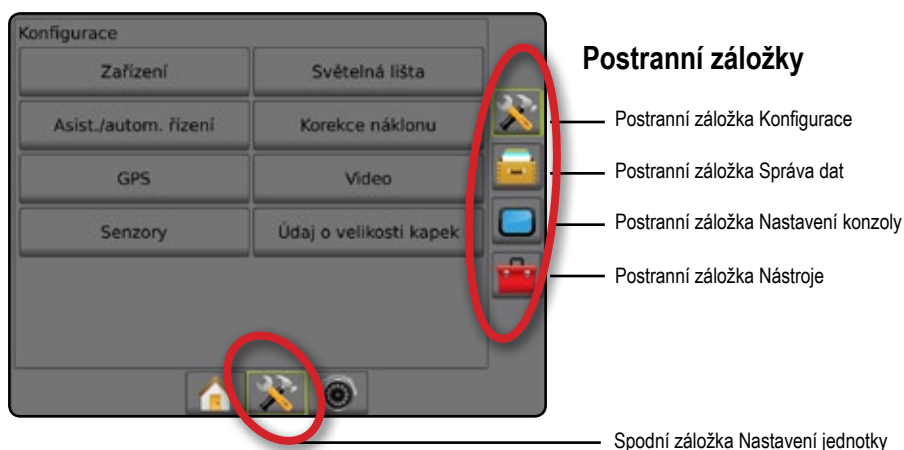 Konfigurace
Zařízení
Světelná lišta
Asist./autom. řízení
Korekce náklonu
GPS
Video
Senzory
Údaj o velikosti kapek
Postranní záložky
Postranní záložka Konfigurace
Postranní záložka Správa dat
Postranní záložka Nastavení konzoly
Postranní záložka Nástroje
Spodní záložka Nastavení jednotky